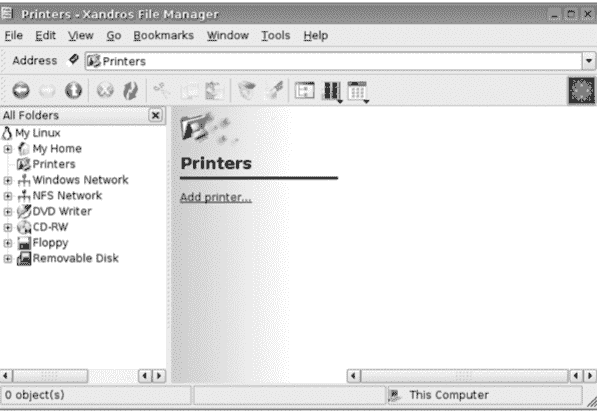 Printers - Xandros File Manager
File Edit View Go Bookmarks Window Tools Help
Address Printers
All Folders
My Linux
My Home
Printers
Windows Network
NFS Network
DVD Writer
CD-RW
Floppy
Removable Disk
Printers
Add printer...
0 object(s)
This Computer